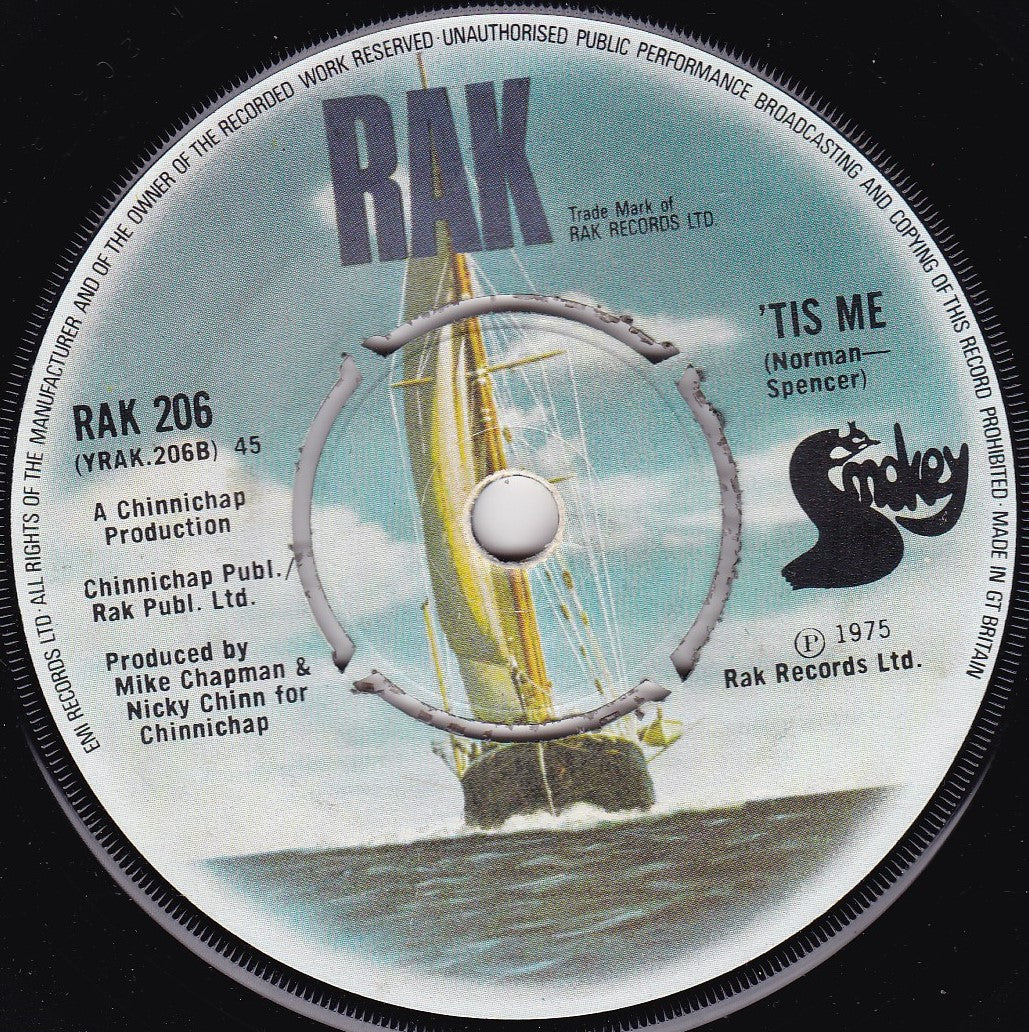 EMI RECORDS LTD · ALL RIGHTS OF THE MANUFACTURER AND OF THE OWNER OF THE RECORDED WORK RESERVED · UNAUTHORISED PUBLIC PERFORMANCE BROADCASTING AND COPYING OF THIS RECORD PROHIBITED · MADE IN GT BRITAIN
RAK
Trade Mark of
RAK RECORDS LTD.
'TIS ME
(Norman—
Spencer)
Smokey
RAK 206
(YRAK.206B) 45
A Chinnichap
Production
Chinnichap Publ./
Rak Publ. Ltd.
Produced by
Mike Chapman &
Nicky Chinn for
Chinnichap
Ⓟ 1975
Rak Records Ltd.